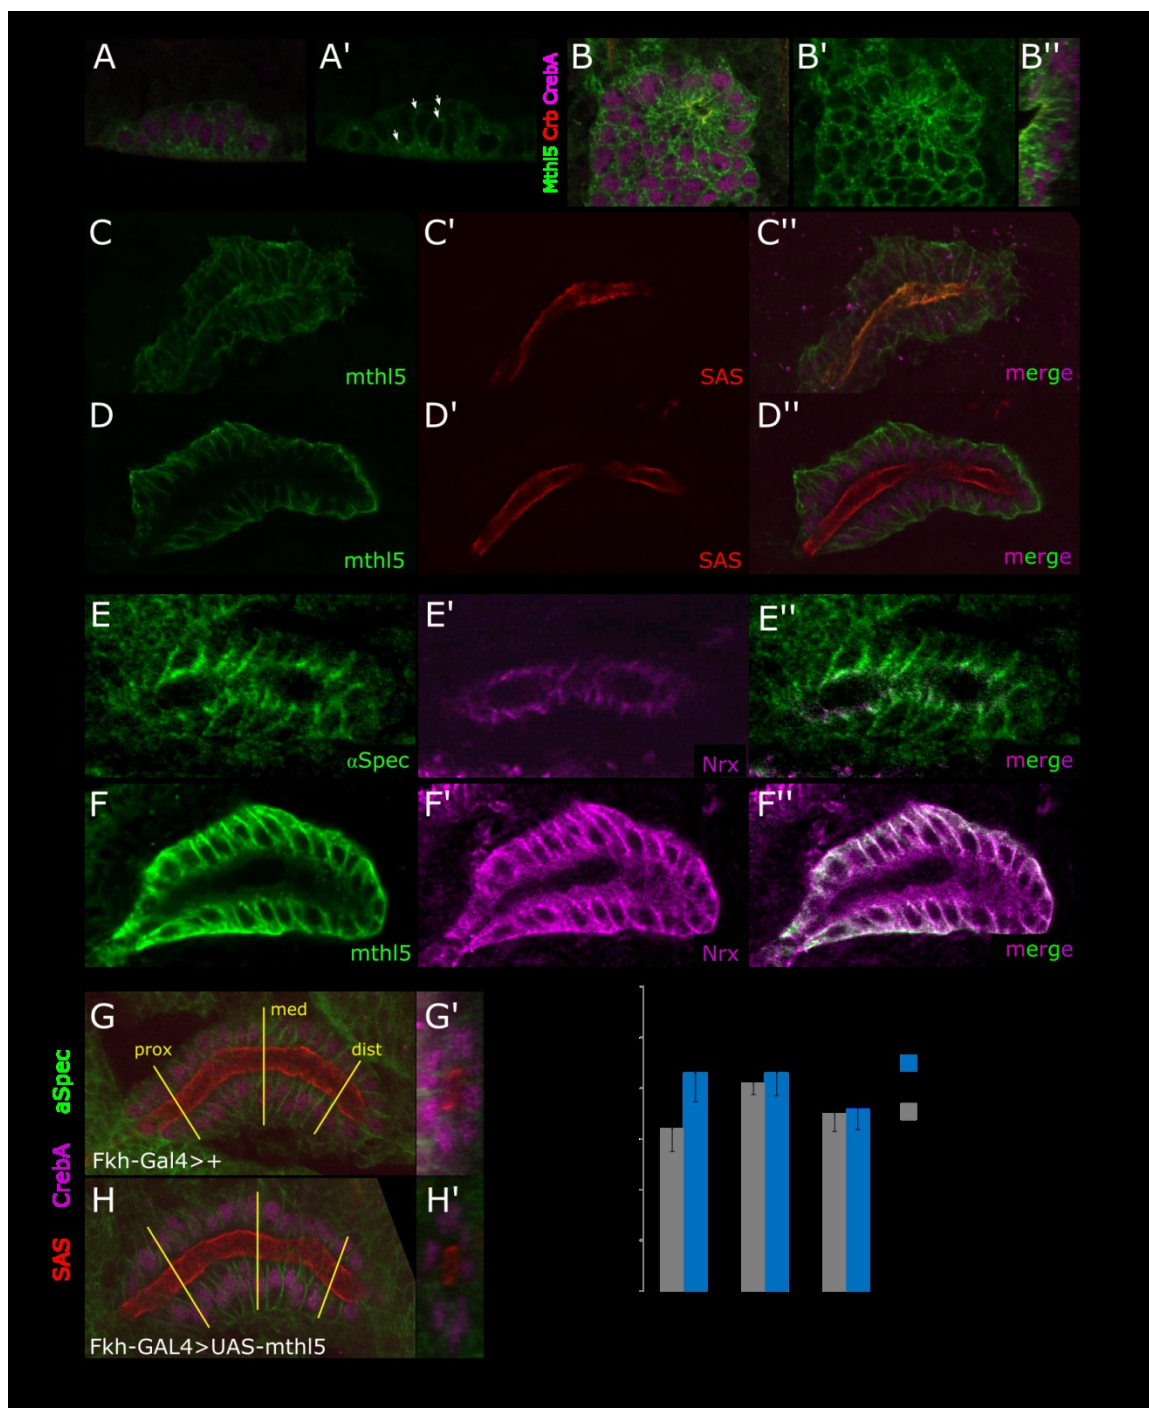 A
A'
Mthl5 Crb CrebA
B
B'
B''
C
mthl5
C'
SAS
C''
merge
D
mthl5
D'
SAS
D''
merge
E
αSpec
E'
Nrx
E''
merge
F
mthl5
F'
Nrx
F''
merge
SAS CrebA aSpec
G
prox
med
dist
Fkh-Gal4>+
G'
H
Fkh-GAL4>UAS-mthl5
H'